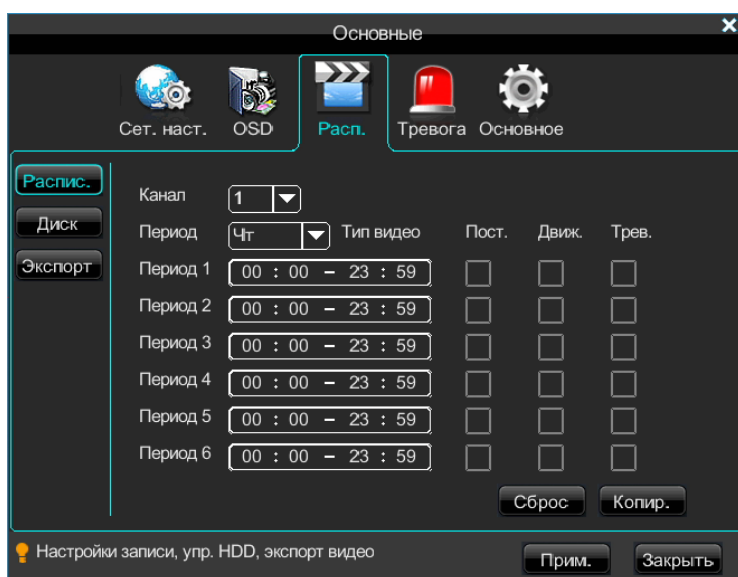 Основные
Сет. наст. OSD Расп. Тревога Основное
Распис.
Диск
Экспорт
Канал 1
Период Чт Тип видео Пост. Движ. Трев.
Период 1 00 : 00 – 23 : 59
Период 2 00 : 00 – 23 : 59
Период 3 00 : 00 – 23 : 59
Период 4 00 : 00 – 23 : 59
Период 5 00 : 00 – 23 : 59
Период 6 00 : 00 – 23 : 59
Сброс Копир.
Настройки записи, упр. HDD, экспорт видео Прим. Закрыть